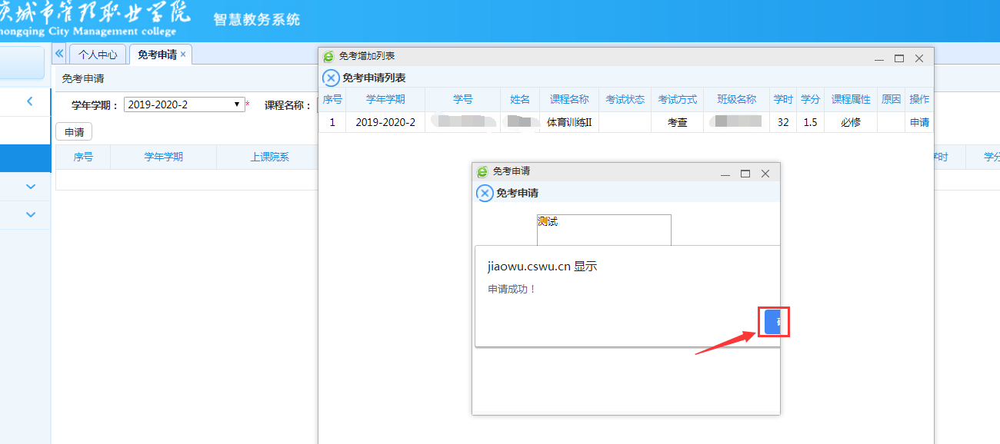 庆城市管理职业学院
hongqing City Management college
智慧教务系统
个人中心
免考申请
免考申请
学年学期： 2019-2020-2 * 课程名称：
申请
序号 学年学期 上课院系
学时 学分
免考增加列表
免考申请列表
序号 学年学期 学号 姓名 课程名称 考试状态 考试方式 班级名称 学时 学分 课程属性 原因 操作
1 2019-2020-2 体育训练II 考查 32 1.5 必修 申请
免考申请
免考申请
测试
jiaowu.cswu.cn 显示
申请成功！